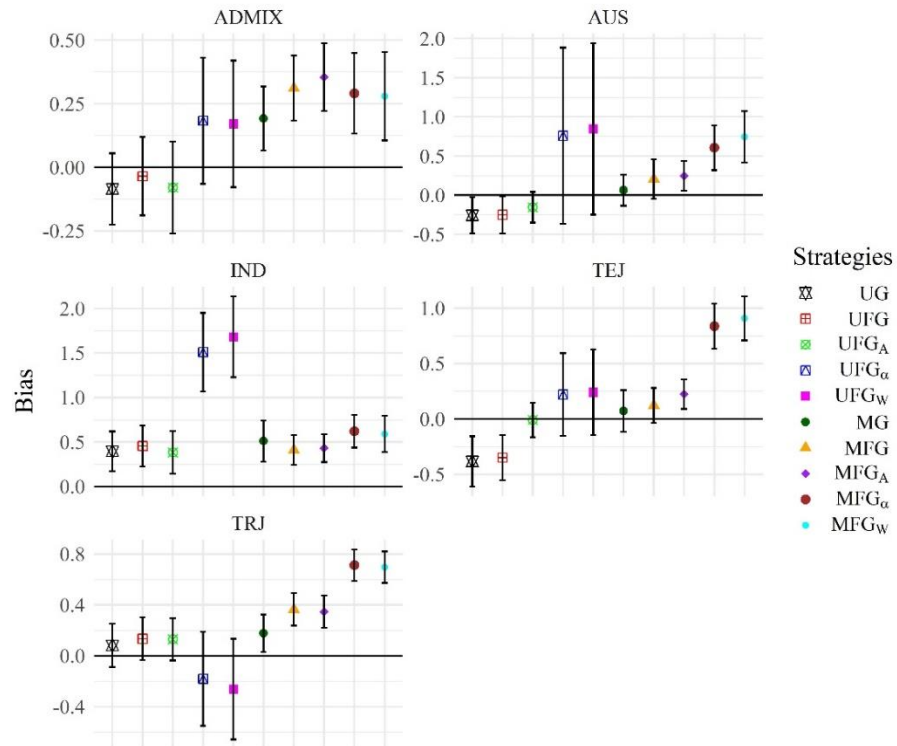 ADMIX
0.50
0.25
0.00
-0.25
AUS
2.0
1.5
1.0
0.5
0.0
-0.5
IND
2.0
1.5
1.0
0.5
0.0
TEJ
1.0
0.5
0.0
-0.5
TRJ
0.8
0.4
0.0
-0.4
Bias
Strategies
UG
UFG
UFG_A
UFG_α
UFG_W
MG
MFG
MFG_A
MFG_α
MFG_W